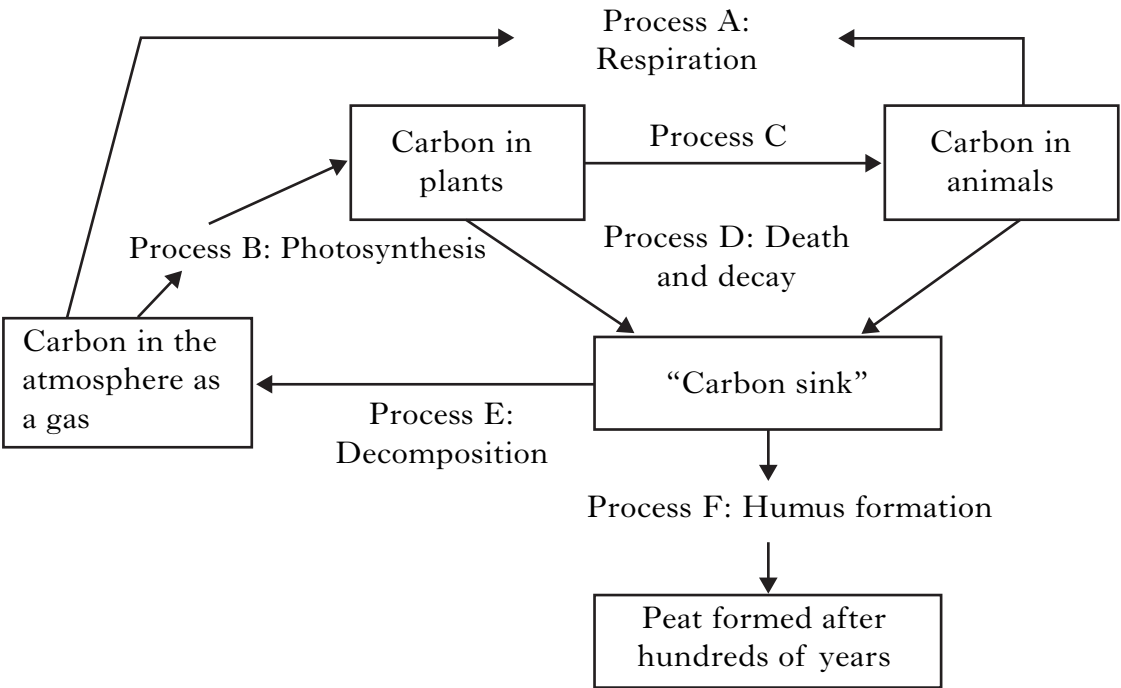 Process A:
Respiration
Carbon in
plants
Process C
Carbon in
animals
Process B: Photosynthesis
Process D: Death
and decay
Carbon in the
atmosphere as
a gas
“Carbon sink”
Process E:
Decomposition
Process F: Humus formation
Peat formed after
hundreds of years